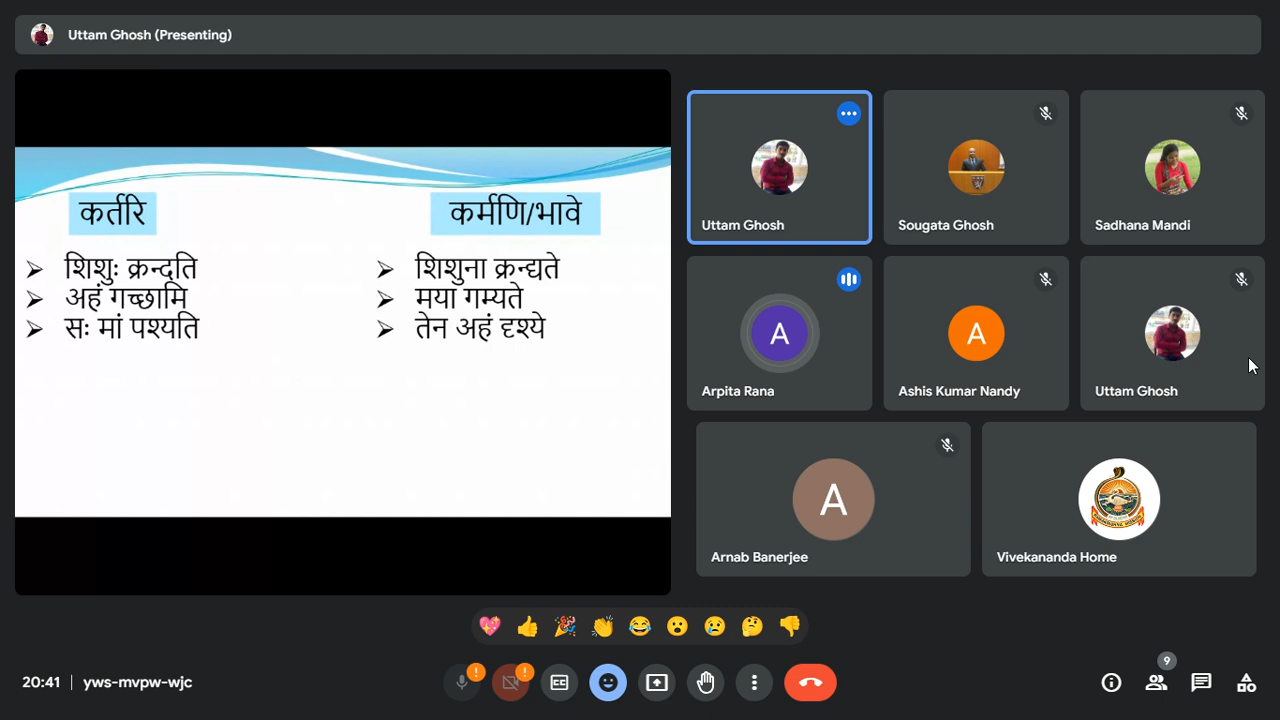 Uttam Ghosh (Presenting)
कर्तरि
कर्मणि/भावे
➢ शिशुः क्रन्दति
➢ अहं गच्छामि
➢ सः मां पश्यति
➢ शिशुना क्रन्द्यते
➢ मया गम्यते
➢ तेन अहं दृश्ये
Uttam Ghosh
Sougata Ghosh
Sadhana Mandi
A
Arpita Rana
A
Ashis Kumar Nandy
Uttam Ghosh
A
Arnab Banerjee
Vivekananda Home
20:41 | yws-mvpw-wjc
9